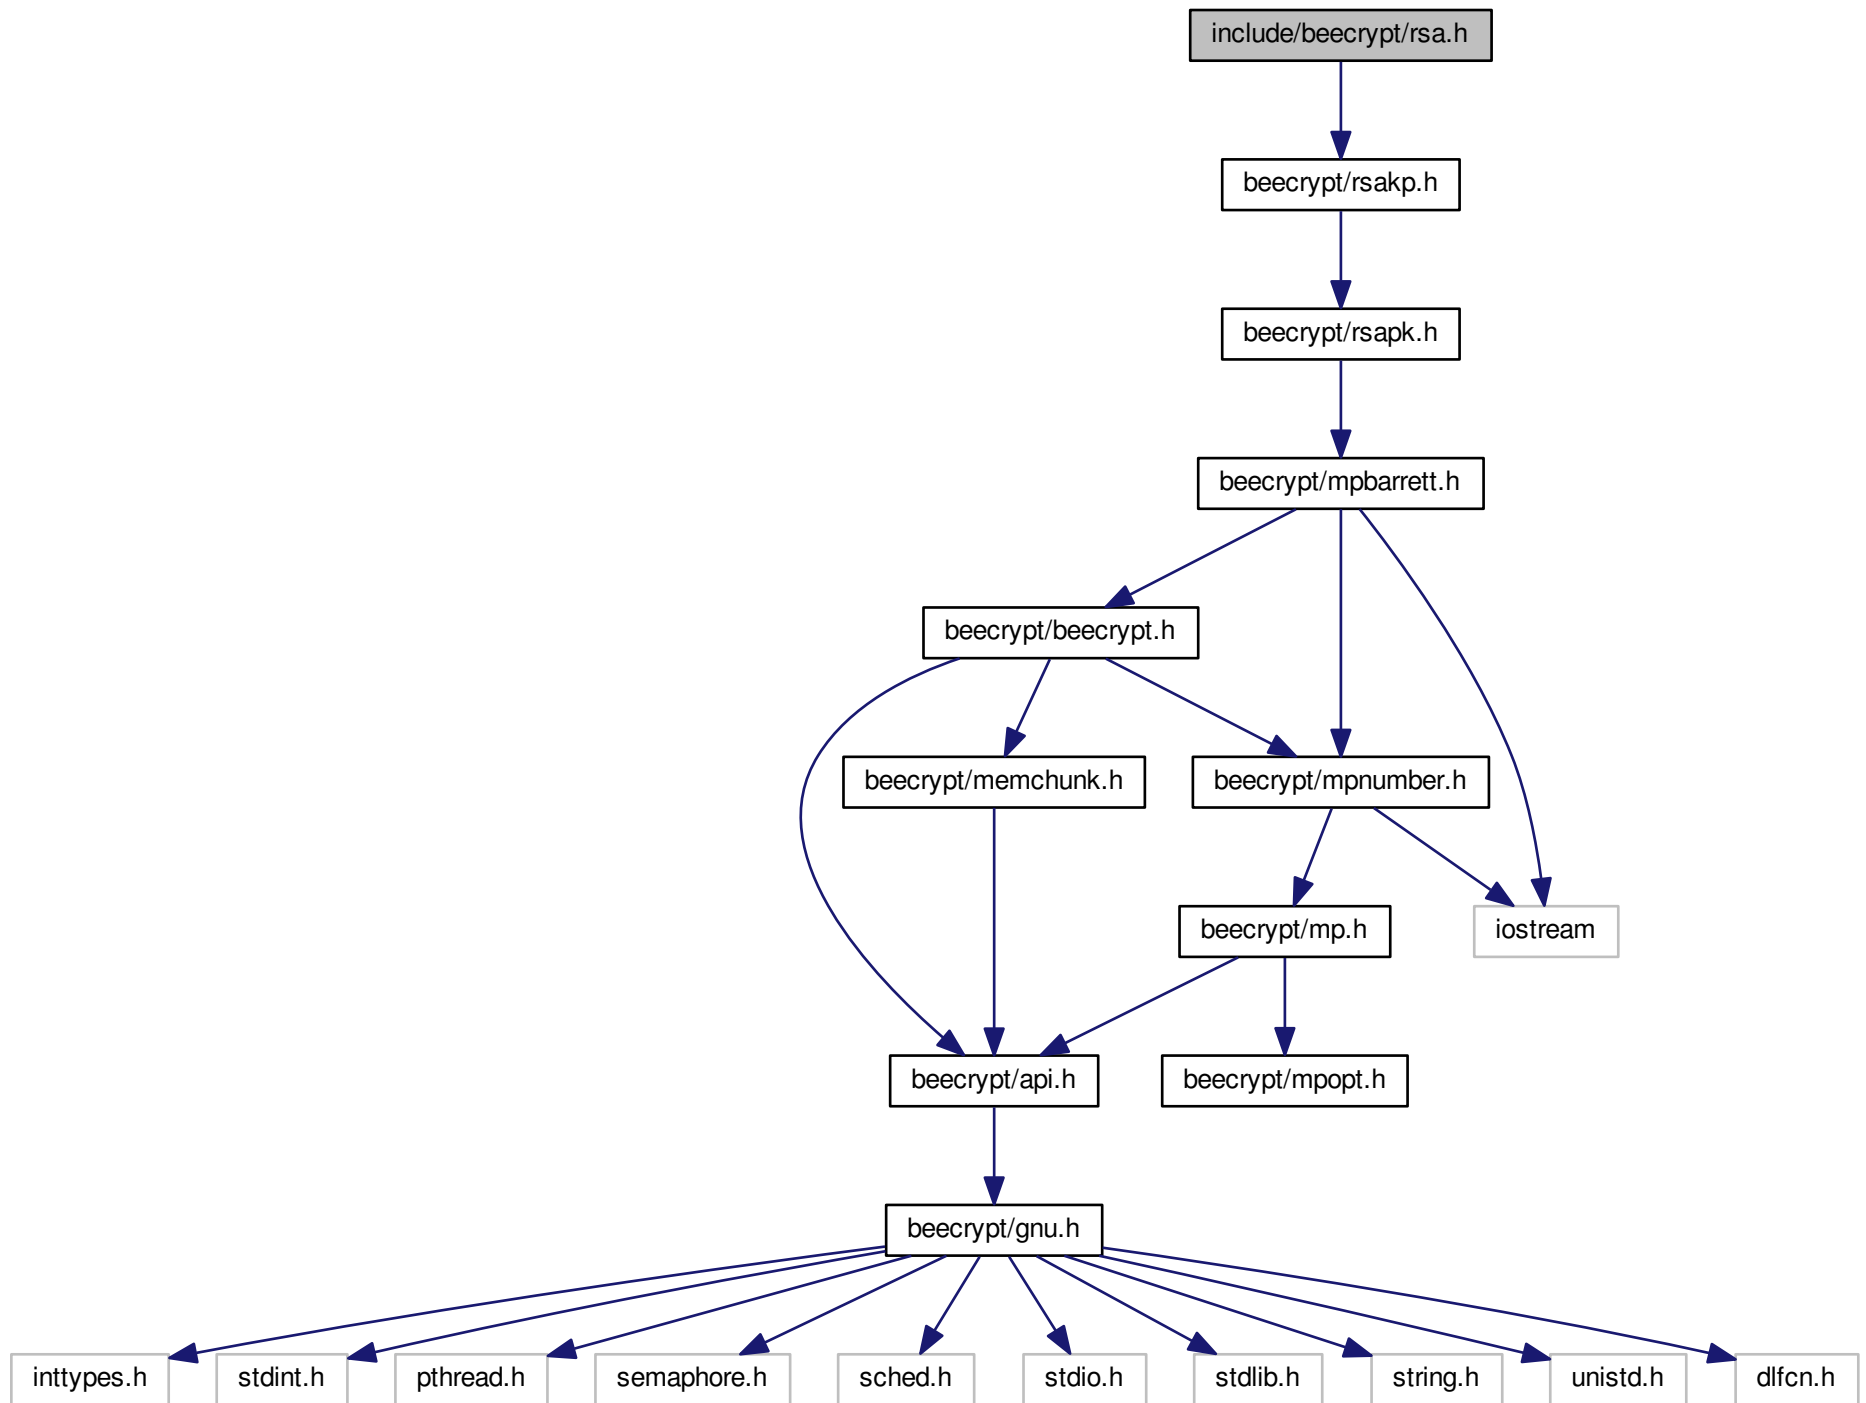 include/beecrypt/rsa.h
beecrypt/rsakp.h
beecrypt/rsapk.h
beecrypt/mpbarrett.h
beecrypt/beecrypt.h
beecrypt/memchunk.h
beecrypt/mpnumber.h
beecrypt/mp.h
iostream
beecrypt/api.h
beecrypt/mpopt.h
beecrypt/gnu.h
inttypes.h
stdint.h
pthread.h
semaphore.h
sched.h
stdio.h
stdlib.h
string.h
unistd.h
dlfcn.h